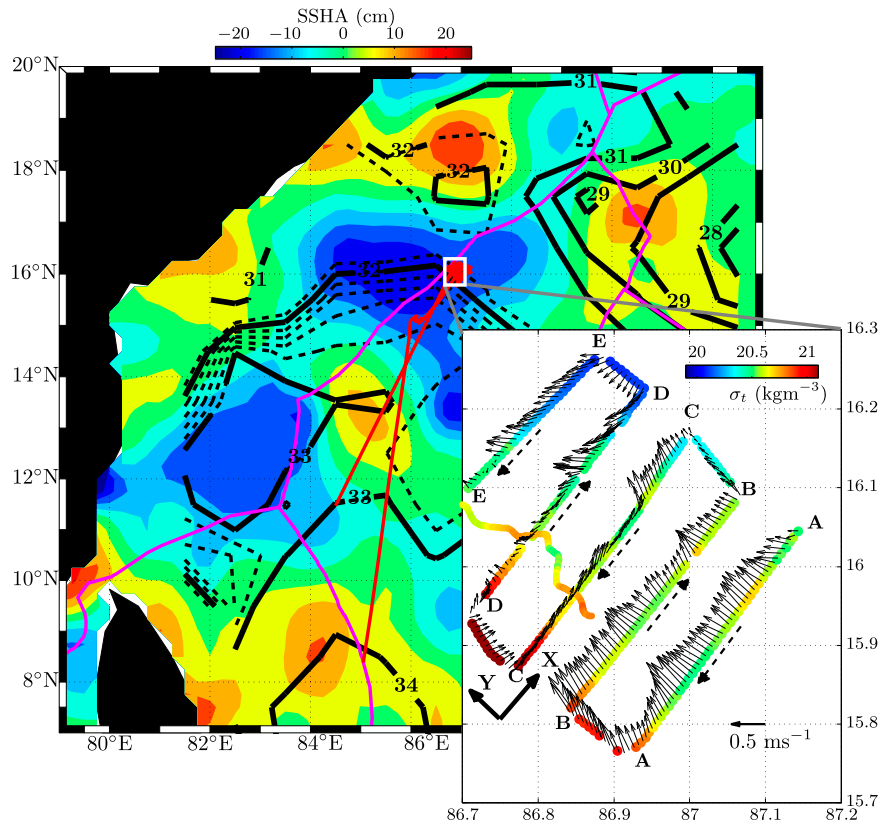 SSHA (cm)
−20 −10 0 10 20
20°N
18°N
16°N
14°N
12°N
10°N
8°N
80°E 82°E 84°E 86°E
31
32
31
32
30
29
28
31
32
29
33
33
34
16.3
16.2
16.1
16
15.9
15.8
15.7
86.7 86.8 86.9 87 87.1 87.2
20 20.5 21
σt (kgm−3)
E
D
C
B
A
E
D
C
X
Y
B
A
0.5 ms−1